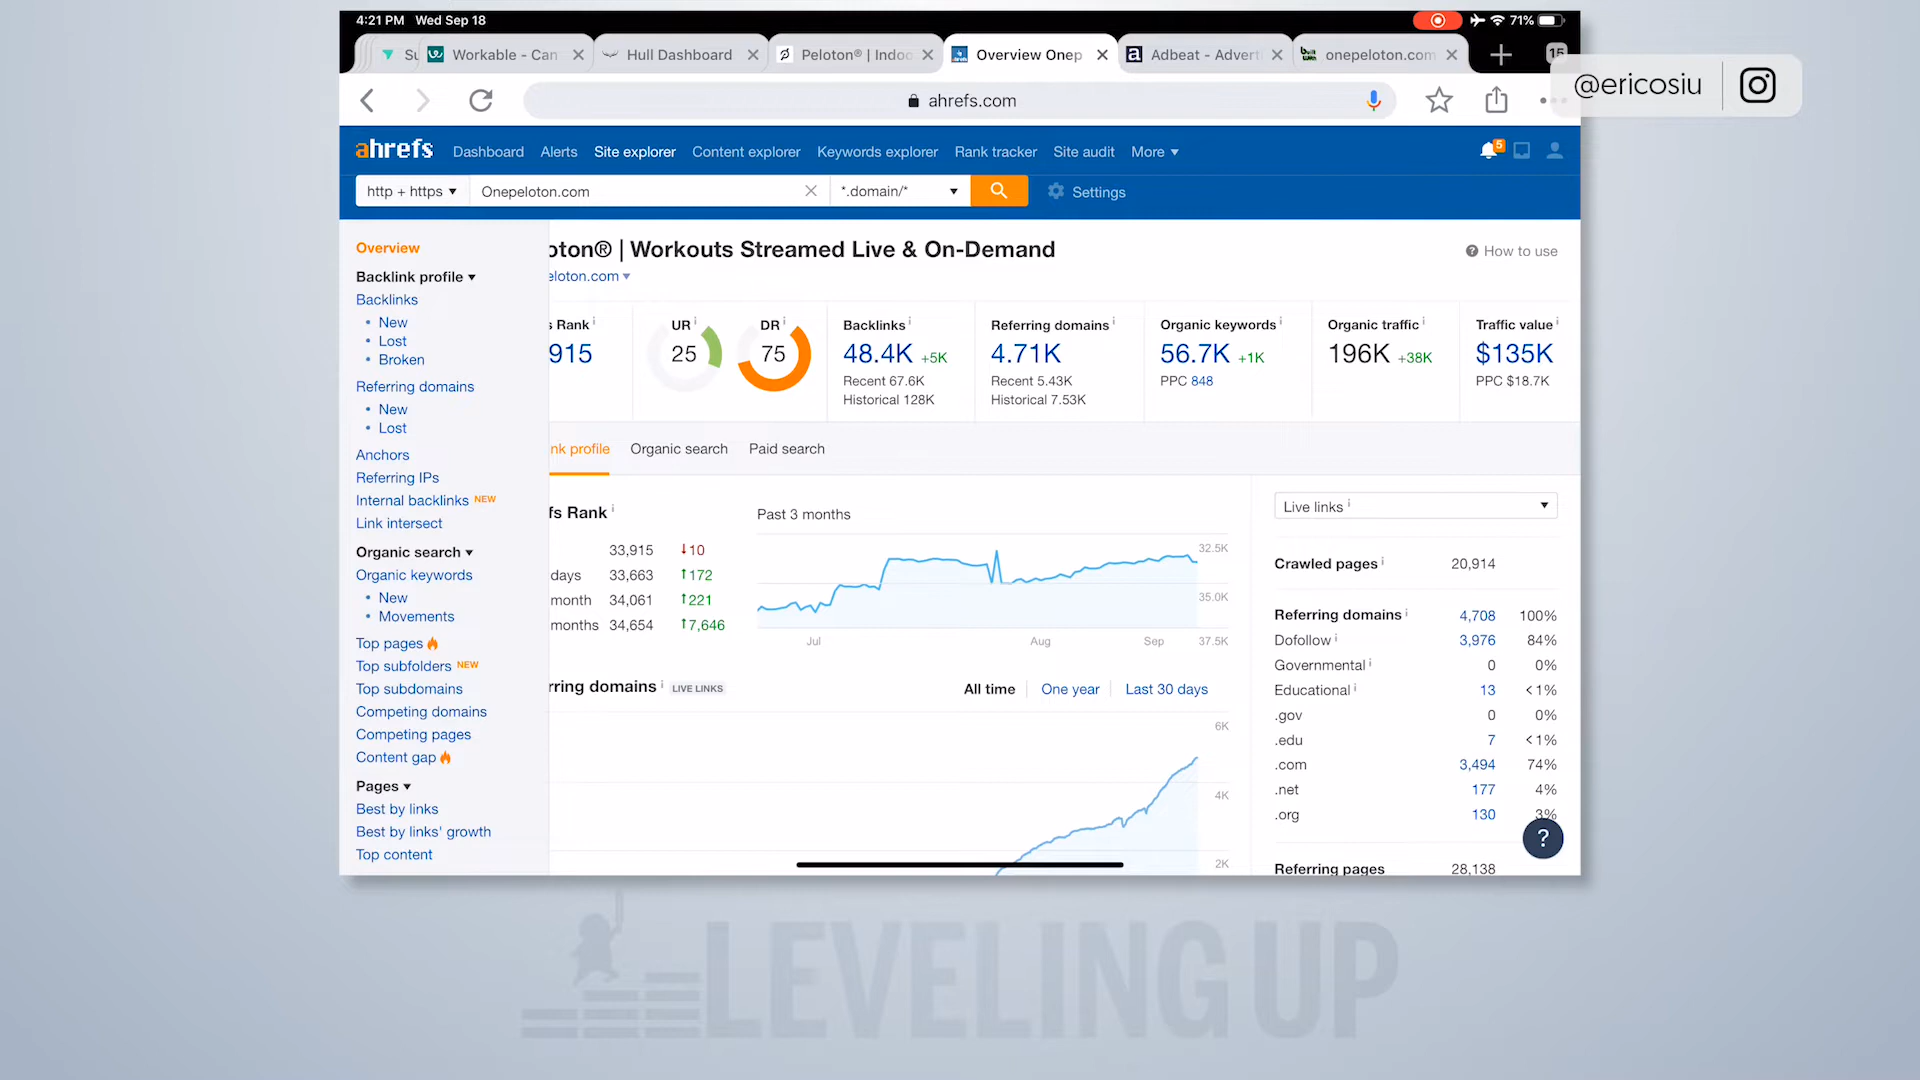 4:21 PM Wed Sep 18
71%
Su
Workable - Can
Hull Dashboard
Peloton® | Indoo
Overview Onep
Adbeat - Advert
onepeloton.com
15
@ericosiu
ahrefs.com
ahrefs
Dashboard
Alerts
Site explorer
Content explorer
Keywords explorer
Rank tracker
Site audit
More
5
http + https
Onepeloton.com
*.domain/*
Settings
Overview
Backlink profile
Backlinks
New
Lost
Broken
Referring domains
New
Lost
Anchors
Referring IPs
Internal backlinks NEW
Link intersect
Organic search
Organic keywords
New
Movements
Top pages
Top subfolders NEW
Top subdomains
Competing domains
Competing pages
Content gap
Pages
Best by links
Best by links' growth
Top content
oton® | Workouts Streamed Live & On-Demand
How to use
eloton.com
s Rank
915
UR
25
DR
75
Backlinks
48.4K +5K
Recent 67.6K
Historical 128K
Referring domains
4.71K
Recent 5.43K
Historical 7.53K
Organic keywords
56.7K +1K
PPC 848
Organic traffic
196K +38K
Traffic value
$135K
PPC $18.7K
nk profile
Organic search
Paid search
fs Rank
33,915 ↓10
days 33,663 ↑172
month 34,061 ↑221
months 34,654 ↑7,646
Past 3 months
32.5K
35.0K
37.5K
Jul
Aug
Sep
rring domains LIVE LINKS
All time
One year
Last 30 days
6K
4K
2K
Live links
Crawled pages 20,914
Referring domains 4,708 100%
Dofollow 3,976 84%
Governmental 0 0%
Educational 13 <1%
.gov 0 0%
.edu 7 <1%
.com 3,494 74%
.net 177 4%
.org 130 3%
?
Referring pages 28,138
LEVELING UP